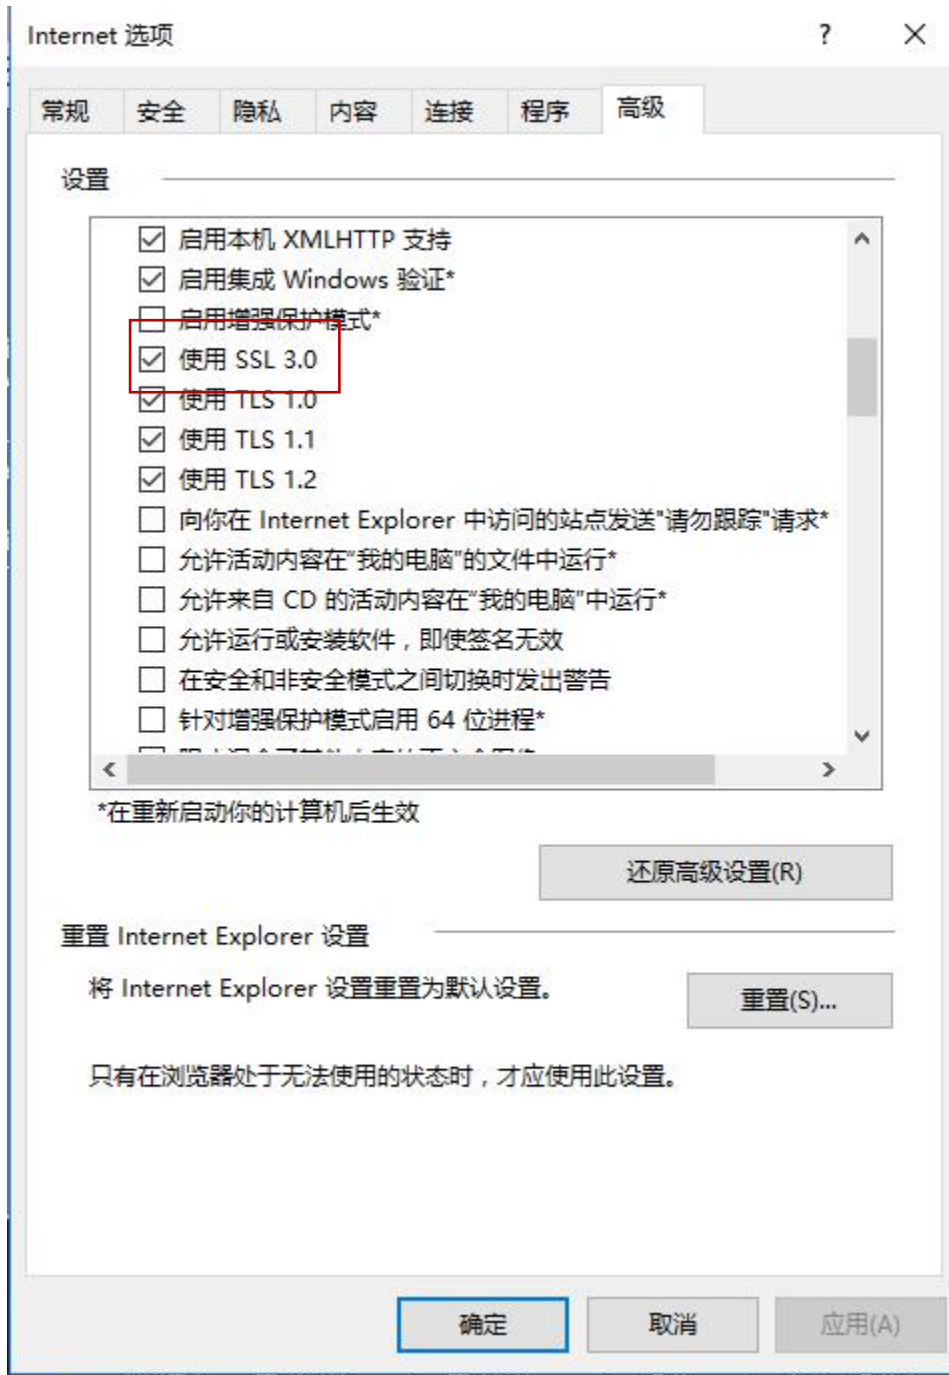 Internet 选项
?
常规 安全 隐私 内容 连接 程序 高级
设置
启用本机 XMLHTTP 支持
启用集成 Windows 验证*
启用增强保护模式*
使用 SSL 3.0
使用 TLS 1.0
使用 TLS 1.1
使用 TLS 1.2
向你在 Internet Explorer 中访问的站点发送"请勿跟踪"请求*
允许活动内容在"我的电脑"的文件中运行*
允许来自 CD 的活动内容在"我的电脑"中运行*
允许运行或安装软件，即使签名无效
在安全和非安全模式之间切换时发出警告
针对增强保护模式启用 64 位进程*
*在重新启动你的计算机后生效
还原高级设置(R)
重置 Internet Explorer 设置
将 Internet Explorer 设置重置为默认设置。
重置(S)...
只有在浏览器处于无法使用的状态时，才应使用此设置。
确定 取消 应用(A)